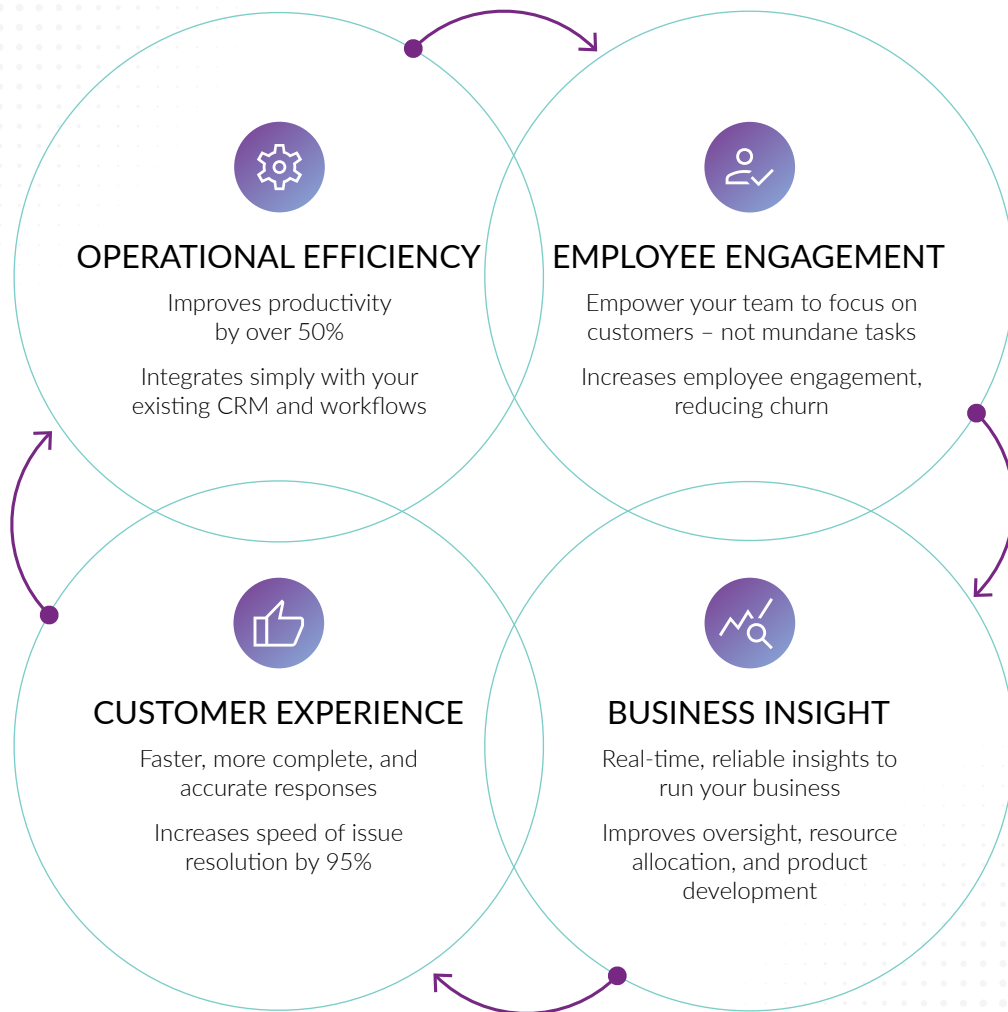 OPERATIONAL EFFICIENCY
Improves productivity
by over 50%
Integrates simply with your
existing CRM and workflows
EMPLOYEE ENGAGEMENT
Empower your team to focus on
customers – not mundane tasks
Increases employee engagement,
reducing churn
CUSTOMER EXPERIENCE
Faster, more complete, and
accurate responses
Increases speed of issue
resolution by 95%
BUSINESS INSIGHT
Real-time, reliable insights to
run your business
Improves oversight, resource
allocation, and product
development